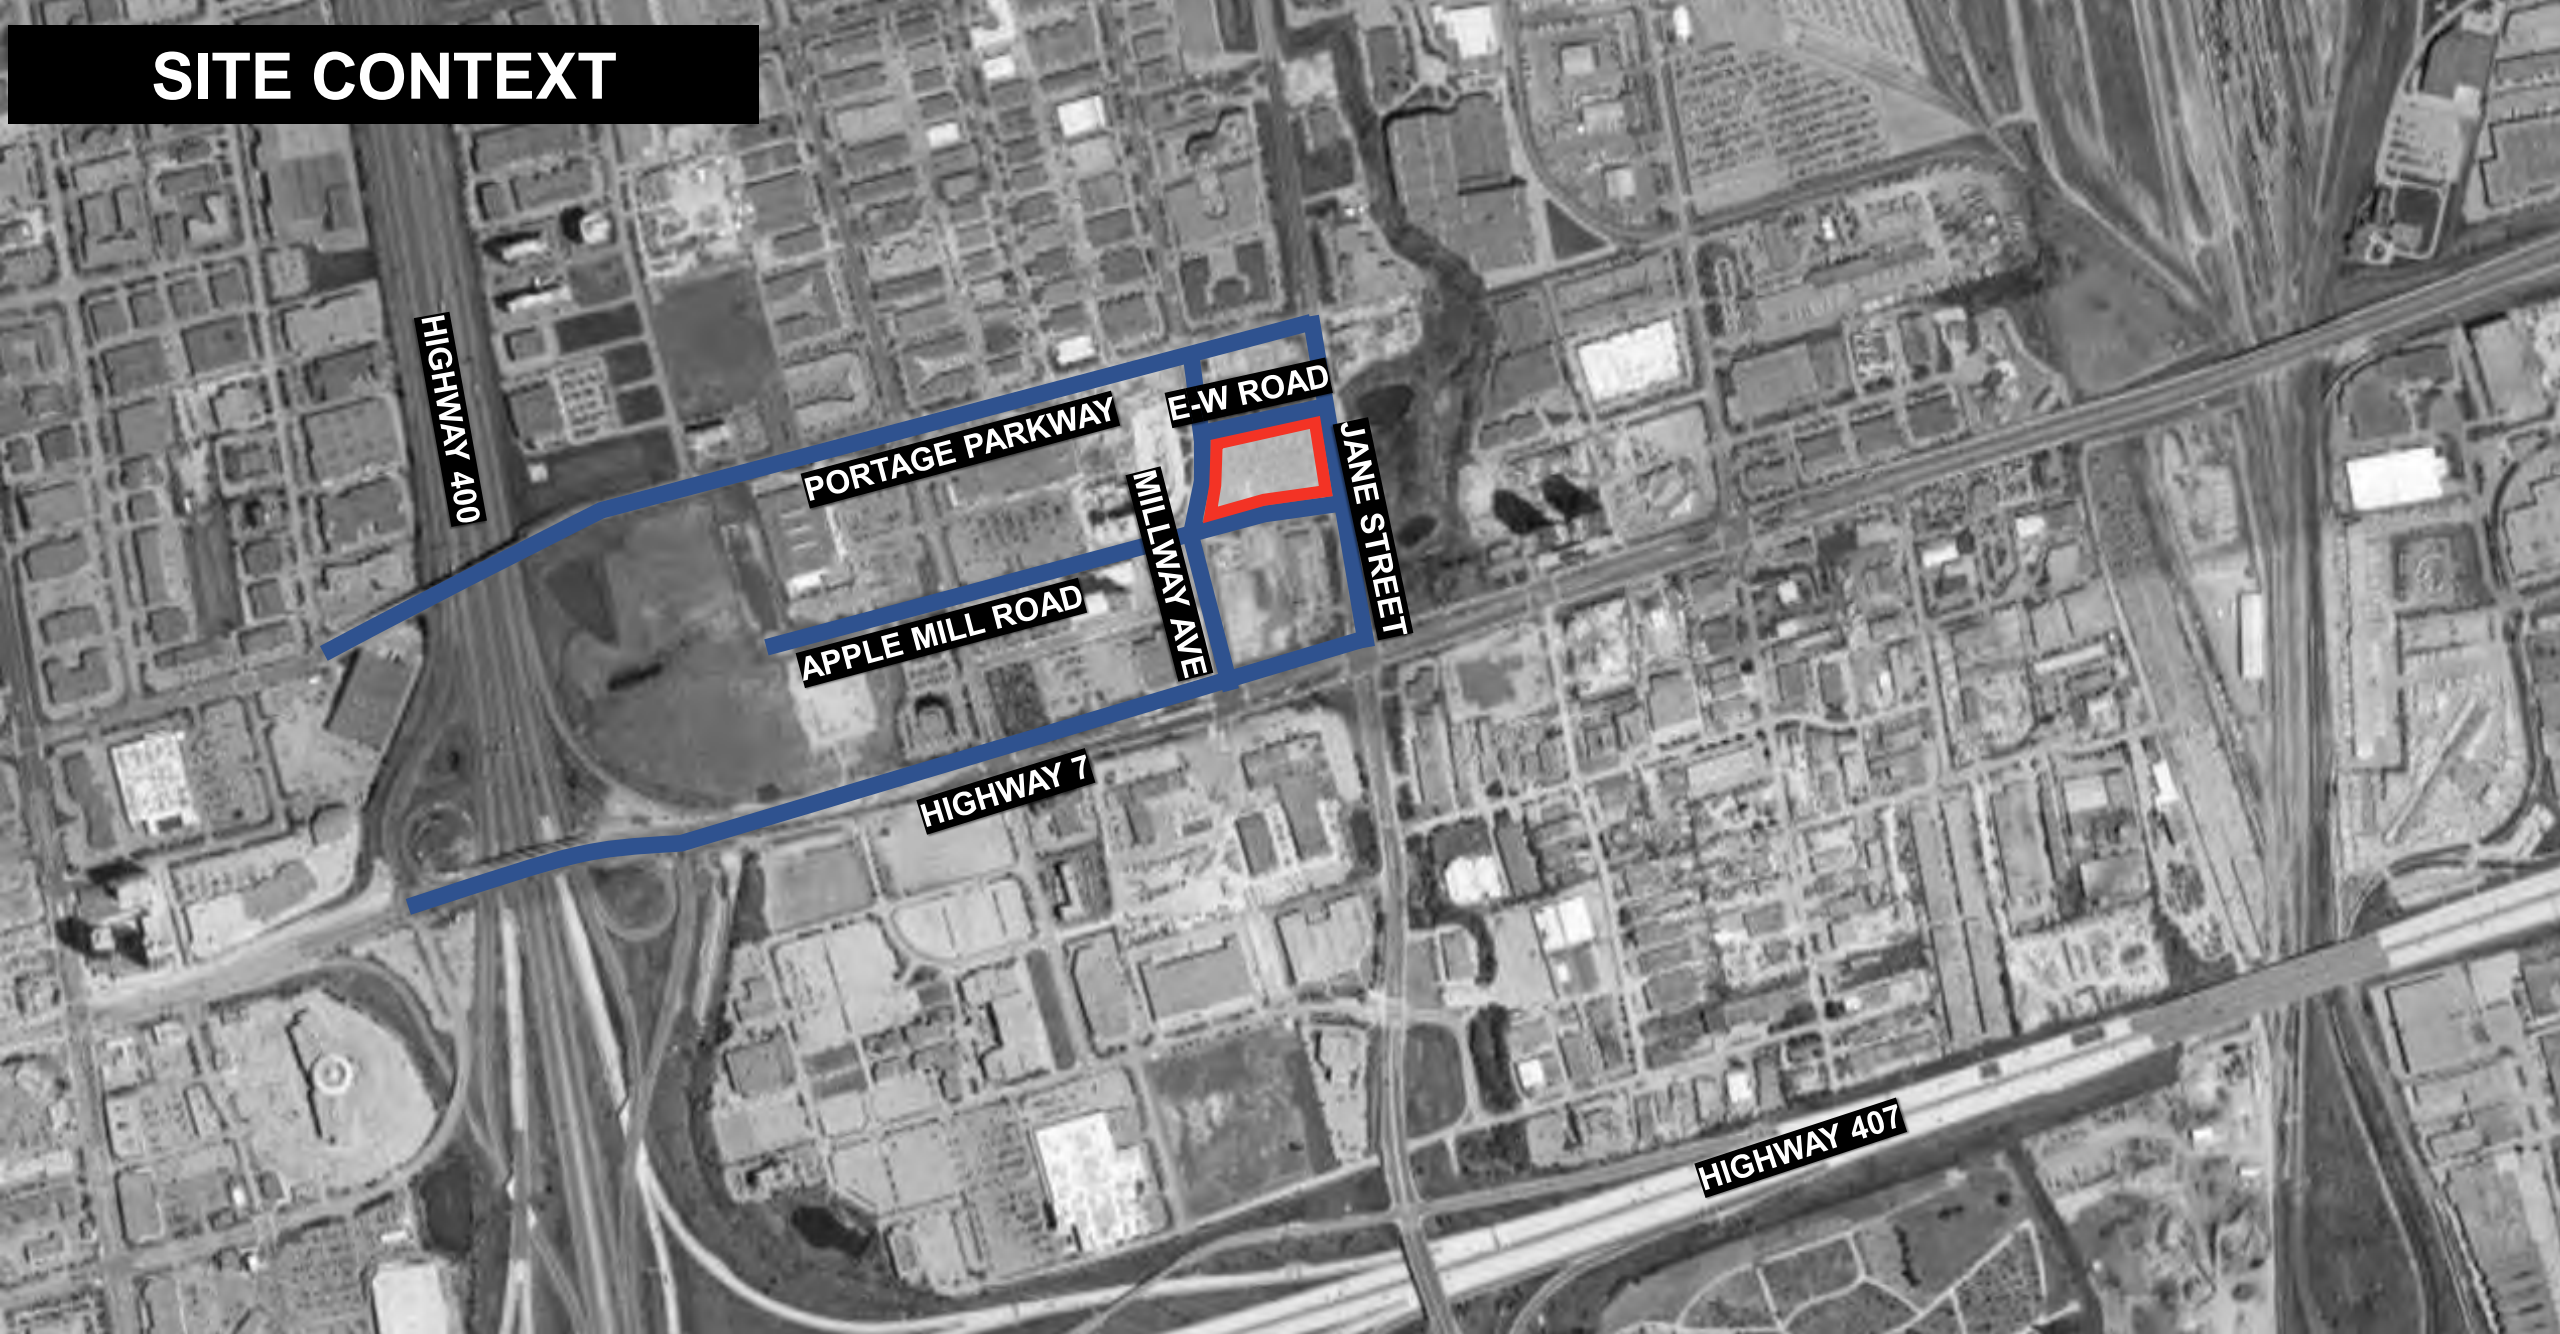 SITE CONTEXT
HIGHWAY 400
E-W ROAD
PORTAGE PARKWAY
JANE STREET
MILLWAY AVE
APPLE MILL ROAD
HIGHWAY 7
HIGHWAY 407